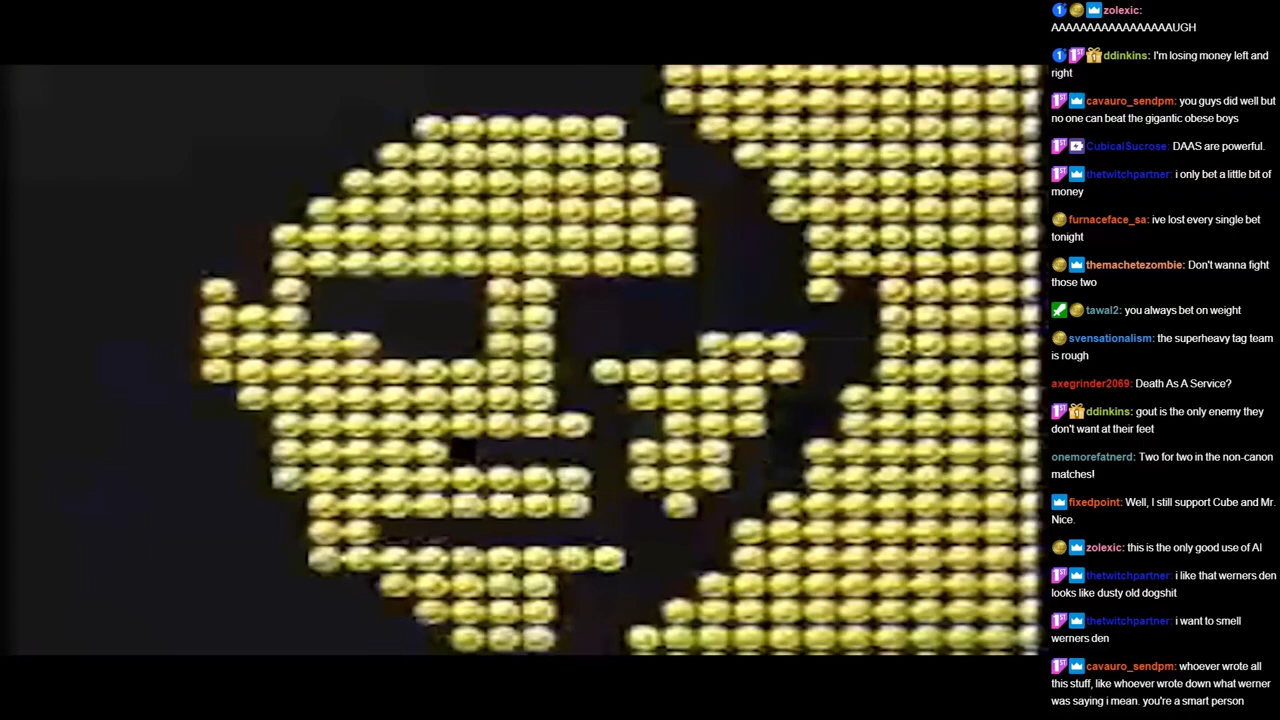 zolexic:
AAAAAAAAAAAAAAAAAUGH
ddinkins: I'm losing money left and
right
cavauro_sendpm: you guys did well but
no one can beat the gigantic obese boys
CubicalSucrose: DAAS are powerful.
thetwitchpartner: i only bet a little bit of
money
furnaceface_sa: ive lost every single bet
tonight
themachetezombie: Don't wanna fight
those two
tawal2: you always bet on weight
svensationalism: the superheavy tag team
is rough
axegrinder2069: Death As A Service?
ddinkins: gout is the only enemy they
don't want at their feet
onemorefatnerd: Two for two in the non-canon
matches!
fixedpoint: Well, I still support Cube and Mr.
Nice.
zolexic: this is the only good use of AI
thetwitchpartner: i like that werners den
looks like dusty old dogshit
thetwitchpartner: i want to smell
werners den
cavauro_sendpm: whoever wrote all
this stuff, like whoever wrote down what werner
was saying i mean. you're a smart person